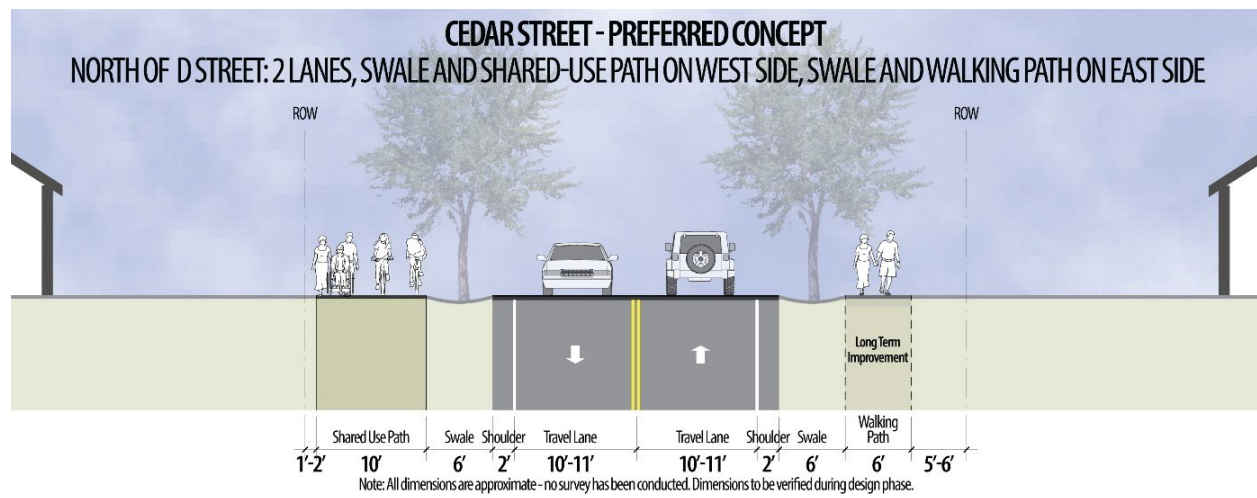 CEDAR STREET - PREFERRED CONCEPT
NORTH OF D STREET: 2 LANES, SWALE AND SHARED-USE PATH ON WEST SIDE, SWALE AND WALKING PATH ON EAST SIDE
ROW
ROW
Long Term
Improvement
Shared Use Path
Swale
Shoulder
Travel Lane
Travel Lane
Shoulder
Swale
Walking
Path
1'-2'
10'
6'
2'
10'-11'
10'-11'
2'
6'
6'
5'-6'
Note: All dimensions are approximate - no survey has been conducted. Dimensions to be verified during design phase.